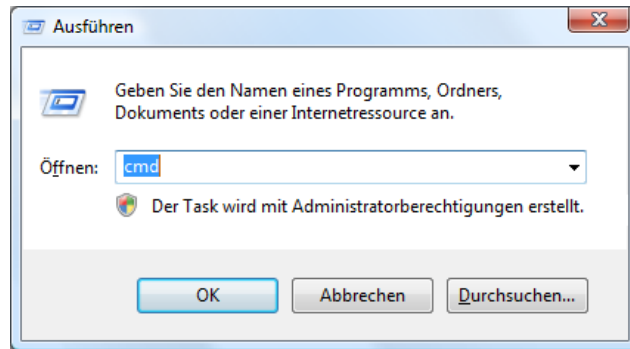 Ausführen
Geben Sie den Namen eines Programms, Ordners,
Dokuments oder einer Internetressource an.
Öffnen: cmd
Der Task wird mit Administratorberechtigungen erstellt.
OK Abbrechen Durchsuchen...